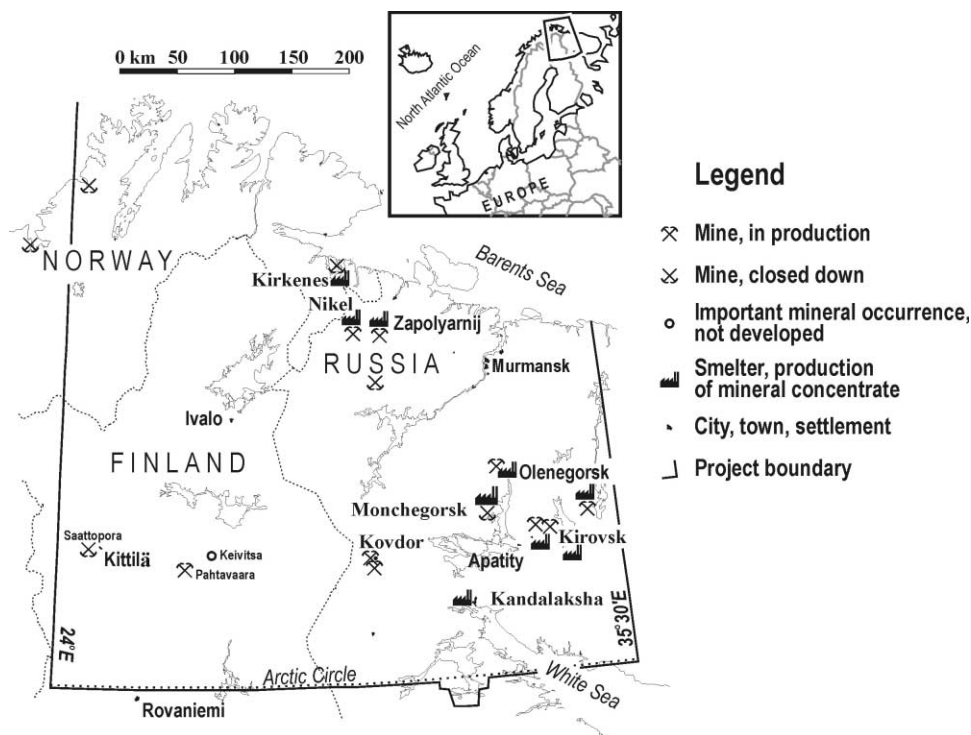 0 km 50 100 150 200
North Atlantic Ocean
EUROPE
Legend
Mine, in production
Mine, closed down
Important mineral occurrence,
not developed
Smelter, production
of mineral concentrate
City, town, settlement
Project boundary
NORWAY
Barents Sea
Kirkenes
Nikel
Zapolyarnij
RUSSIA
Murmansk
Ivalo
FINLAND
Olenegorsk
Monchegorsk
Saattopora
Kittilä
Keivitsa
Pahtavaara
Kovdor
Kirovsk
Apatity
Kandalaksha
24°E
35°30'E
Arctic Circle
White Sea
Rovaniemi